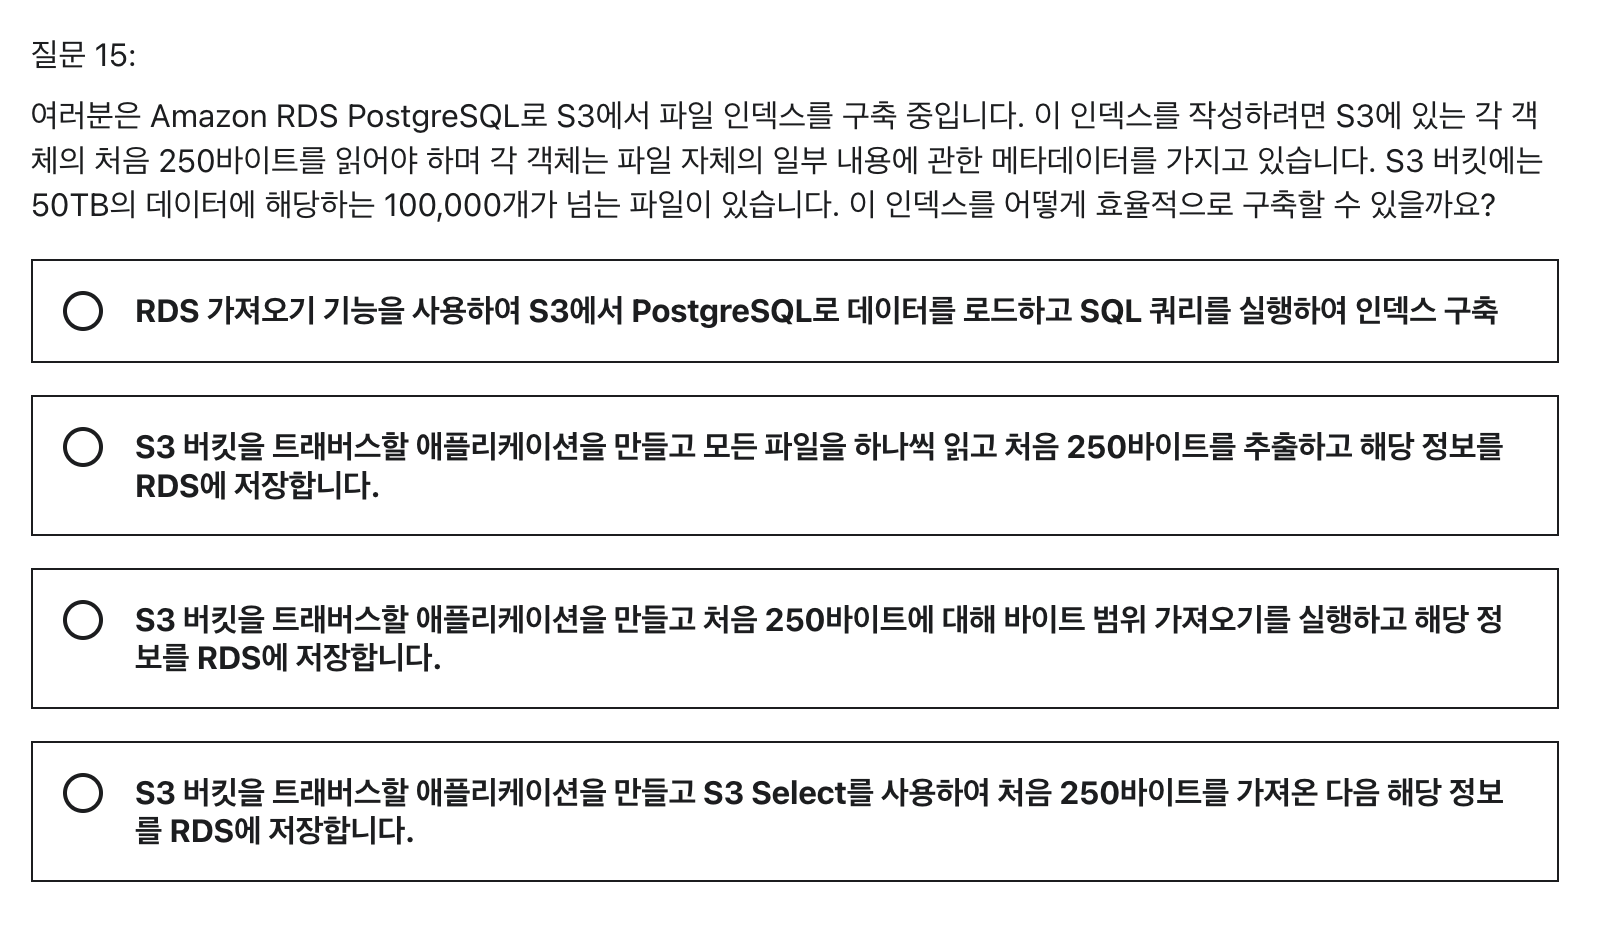 질문 15:
여러분은 Amazon RDS PostgreSQL로 S3에서 파일 인덱스를 구축 중입니다. 이 인덱스를 작성하려면 S3에 있는 각 객
체의 처음 250바이트를 읽어야 하며 각 객체는 파일 자체의 일부 내용에 관한 메타데이터를 가지고 있습니다. S3 버킷에는
50TB의 데이터에 해당하는 100,000개가 넘는 파일이 있습니다. 이 인덱스를 어떻게 효율적으로 구축할 수 있을까요?
RDS 가져오기 기능을 사용하여 S3에서 PostgreSQL로 데이터를 로드하고 SQL 쿼리를 실행하여 인덱스 구축
S3 버킷을 트래버스할 애플리케이션을 만들고 모든 파일을 하나씩 읽고 처음 250바이트를 추출하고 해당 정보를
RDS에 저장합니다.
S3 버킷을 트래버스할 애플리케이션을 만들고 처음 250바이트에 대해 바이트 범위 가져오기를 실행하고 해당 정
보를 RDS에 저장합니다.
S3 버킷을 트래버스할 애플리케이션을 만들고 S3 Select를 사용하여 처음 250바이트를 가져온 다음 해당 정보
를 RDS에 저장합니다.